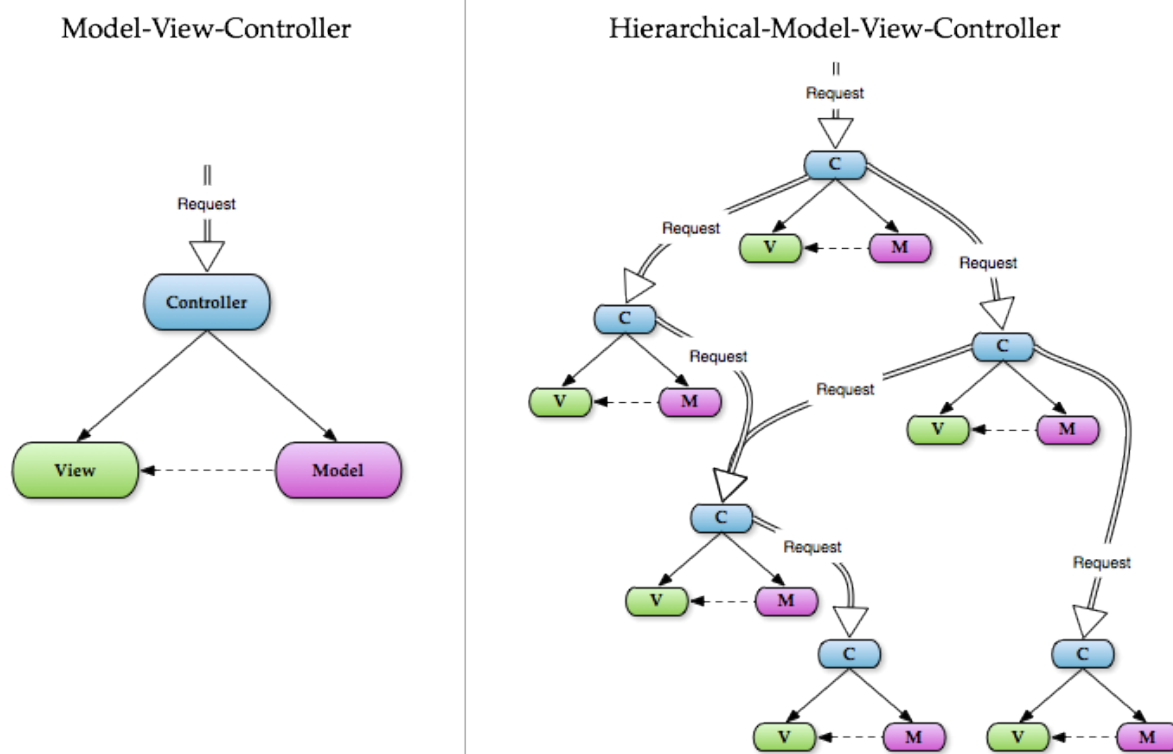 Model-View-Controller
Request
Controller
View
Model
Hierarchical-Model-View-Controller
Request
C
Request
V
M
Request
C
C
Request
Request
V
M
V
M
C
Request
Request
V
M
C
C
V
M
V
M